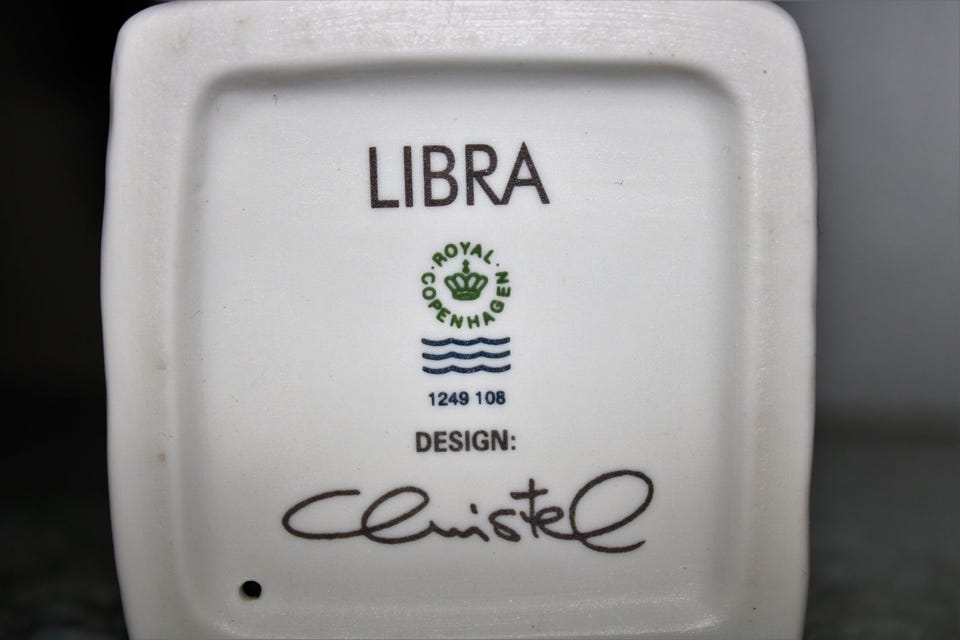 LIBRA
ROYAL
COPENHAGEN
1249 108
DESIGN:
Christel